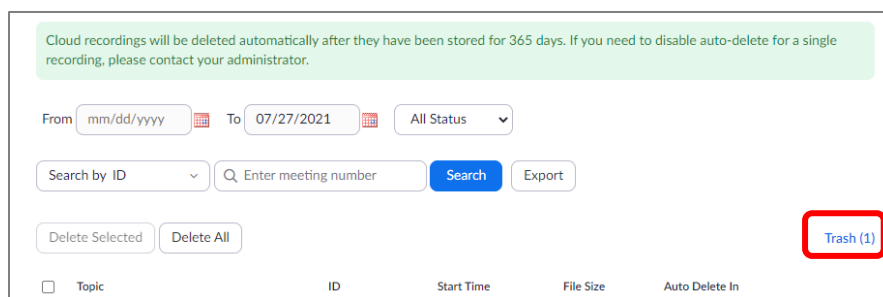 Cloud recordings will be deleted automatically after they have been stored for 365 days. If you need to disable auto-delete for a single
recording, please contact your administrator.
From mm/dd/yyyy To 07/27/2021 All Status
Search by ID Enter meeting number Search Export
Delete Selected Delete All Trash (1)
Topic ID Start Time File Size Auto Delete In